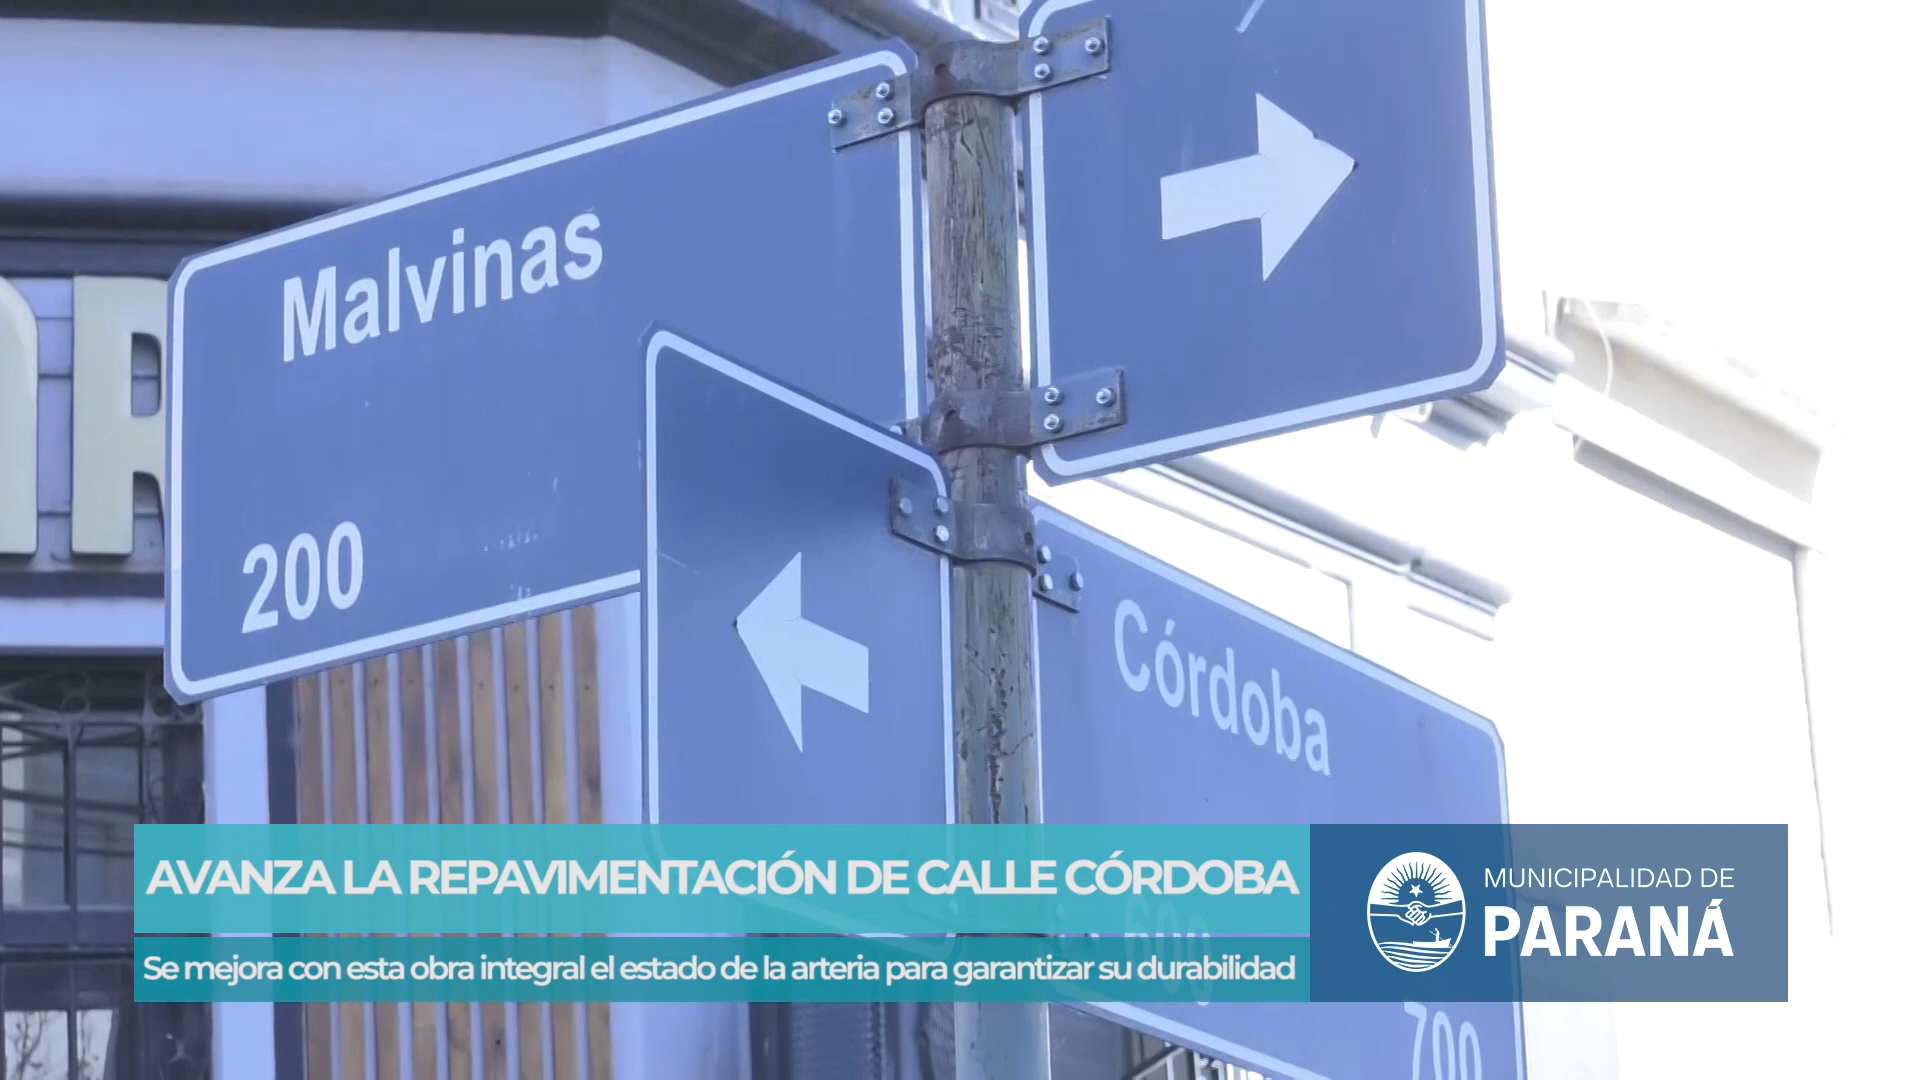 Malvinas
200
Córdoba
600
700
AVANZA LA REPAVIMENTACIÓN DE CALLE CÓRDOBA
Se mejora con esta obra integral el estado de la arteria para garantizar su durabilidad
MUNICIPALIDAD DE
PARANÁ